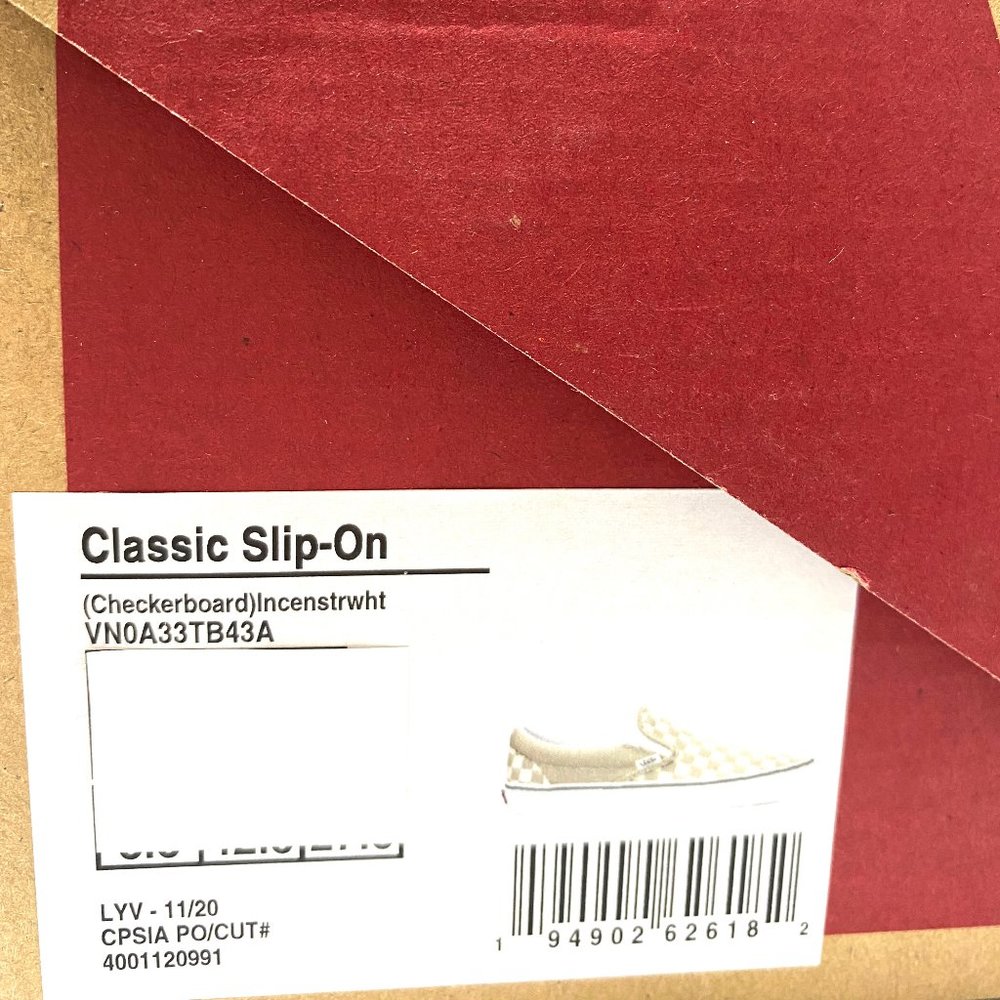 Classic Slip-On
(Checkerboard)Incenstrwht
VN0A33TB43A
LYV - 11/20
CPSIA PO/CUT#
4001120991
1 94902 62618 2